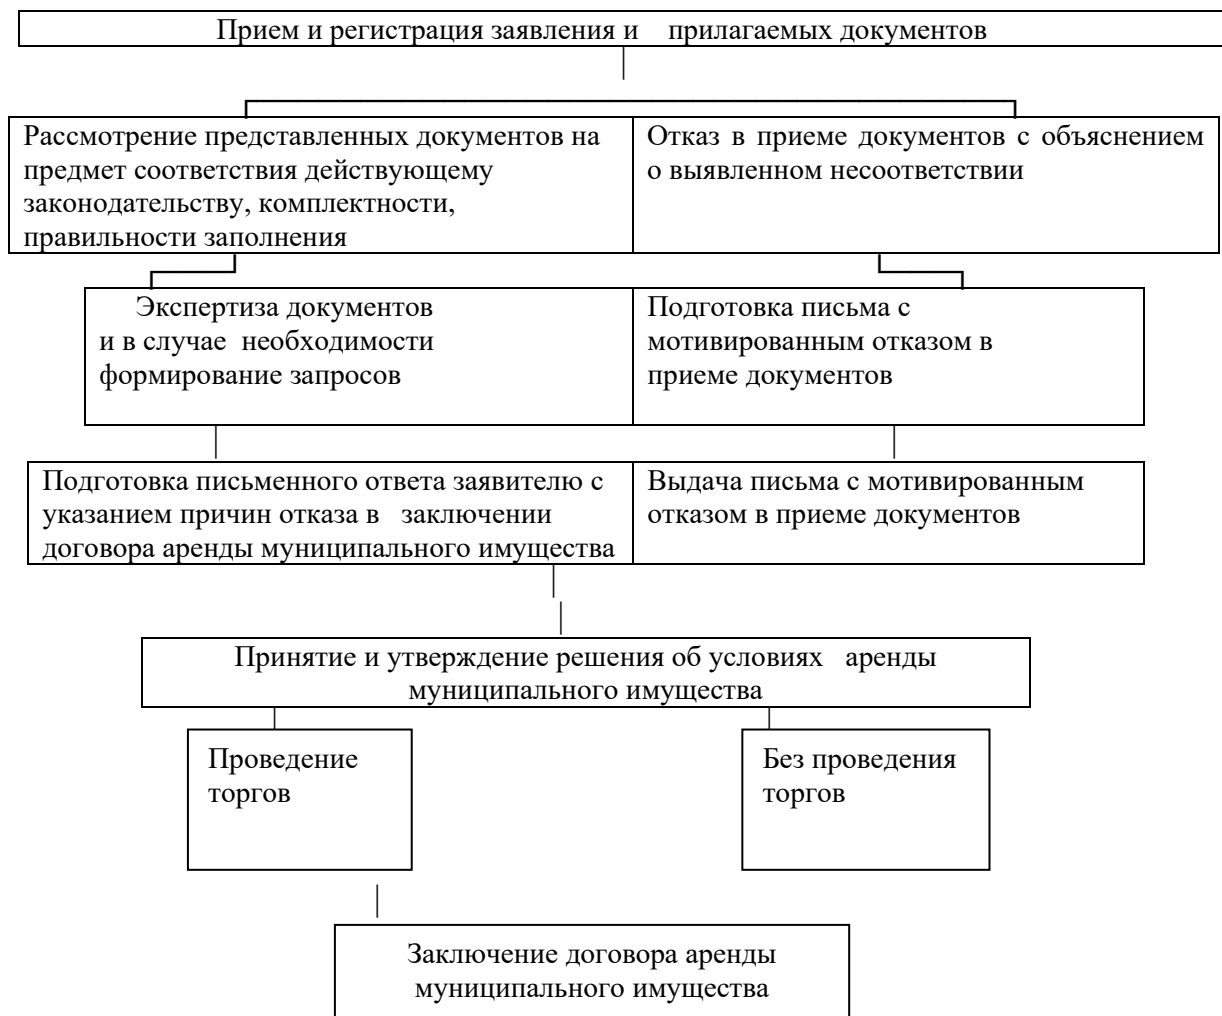 Прием и регистрация заявления и прилагаемых документов
Рассмотрение представленных документов на
предмет соответствия действующему
законодательству, комплектности,
правильности заполнения
Отказ в приеме документов с объяснением
о выявленном несоответствии
Экспертиза документов
и в случае необходимости
формирование запросов
Подготовка письма с
мотивированным отказом в
приеме документов
Подготовка письменного ответа заявителю с
указанием причин отказа в заключении
договора аренды муниципального имущества
Выдача письма с мотивированным
отказом в приеме документов
Принятие и утверждение решения об условиях аренды
муниципального имущества
Проведение
торгов
Без проведения
торгов
Заключение договора аренды
муниципального имущества